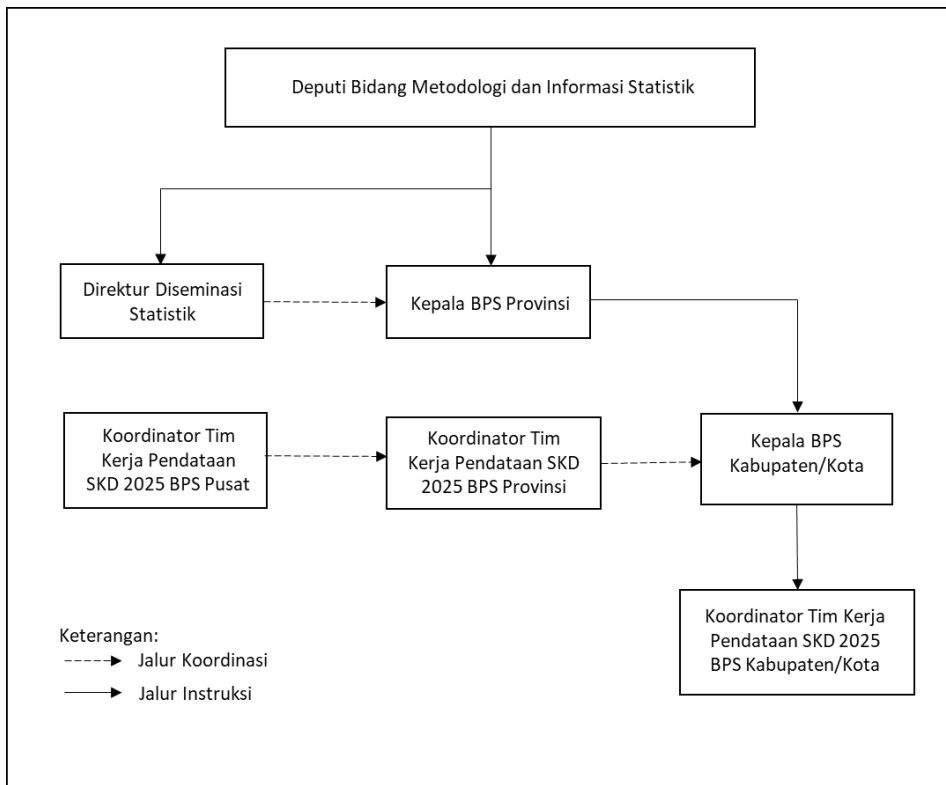 Deputi Bidang Metodologi dan Informasi Statistik
Direktur Diseminasi
Statistik
Kepala BPS Provinsi
Koordinator Tim
Kerja Pendataan
SKD 2025 BPS Pusat
Koordinator Tim
Kerja Pendataan SKD
2025 BPS Provinsi
Kepala BPS
Kabupaten/Kota
Koordinator Tim Kerja
Pendataan SKD 2025
BPS Kabupaten/Kota
Keterangan:
Jalur Koordinasi
Jalur Instruksi